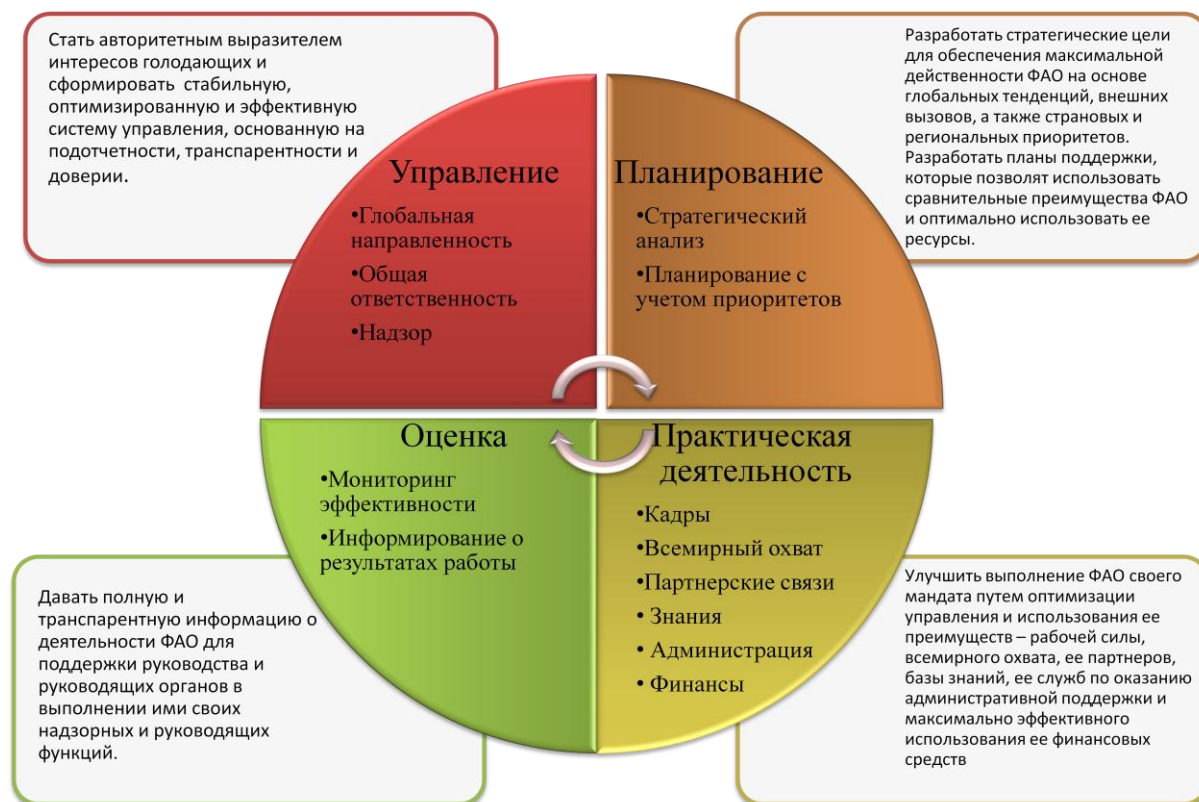 Стать авторитетным выразителем
интересов голодающих и
сформировать стабильную,
оптимизированную и эффективную
систему управления, основанную на
подотчетности, транспарентности и
доверии.
Разработать стратегические цели
для обеспечения максимальной
действенности ФАО на основе
глобальных тенденций, внешних
вызовов, а также страновых и
региональных приоритетов.
Разработать планы поддержки,
которые позволят использовать
сравнительные преимущества ФАО
и оптимально использовать ее
ресурсы.
Управление
•Глобальная
направленность
•Общая
ответственность
•Надзор
Планирование
•Стратегический
анализ
•Планирование с
учетом приоритетов
Оценка
•Мониторинг
эффективности
•Информирование о
результатах работы
Практическая
деятельность
•Кадры
•Всемирный охват
•Партнерские связи
• Знания
• Администрация
• Финансы
Давать полную и
транспарентную информацию о
деятельности ФАО для
поддержки руководства и
руководящих органов в
выполнении ими своих
надзорных и руководящих
функций.
Улучшить выполнение ФАО своего
мандата путем оптимизации
управления и использования ее
преимуществ – рабочей силы,
всемирного охвата, ее партнеров,
базы знаний, ее служб по оказанию
административной поддержки и
максимально эффективного
использования ее финансовых
средств